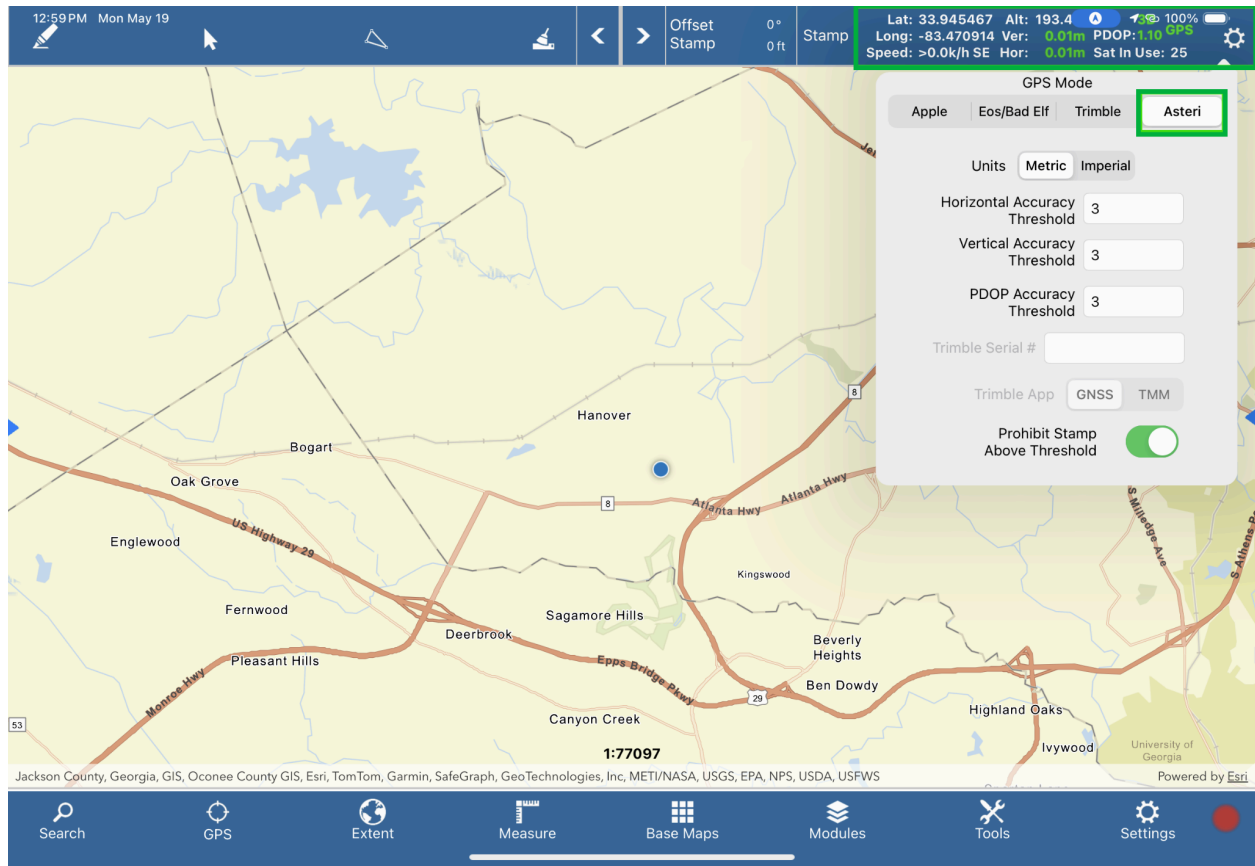 12:59 PM Mon May 19
Offset 0°
Stamp 0 ft
Stamp
Lat: 33.945467 Alt: 193.4 100%
Long: -83.470914 Ver: 0.01m PDOP: 1.10 GPS
Speed: >0.0k/h SE Hor: 0.01m Sat In Use: 25
GPS Mode
Apple Eos/Bad Elf Trimble Asteri
Units Metric Imperial
Horizontal Accuracy
Threshold 3
Vertical Accuracy
Threshold 3
PDOP Accuracy
Threshold 3
Trimble Serial #
Trimble App GNSS TMM
Prohibit Stamp
Above Threshold
8
Hanover
Bogart
Oak Grove
8
Atlanta Hwy
Atlanta Hwy
US Highway 29
Englewood
S Milledge Ave
Kingswood
Fernwood
Sagamore Hills
Deerbrook
Beverly
Heights
Pleasant Hills
Epps Bridge Pkwy
Monroe Hwy
29
Ben Dowdy
Highland Oaks
Canyon Creek
53
Ivywood
University of
Georgia
1:77097
Jackson County, Georgia, GIS, Oconee County GIS, Esri, TomTom, Garmin, SafeGraph, GeoTechnologies, Inc, METI/NASA, USGS, EPA, NPS, USDA, USFWS
Powered by Esri
Search GPS Extent Measure Base Maps Modules Tools Settings